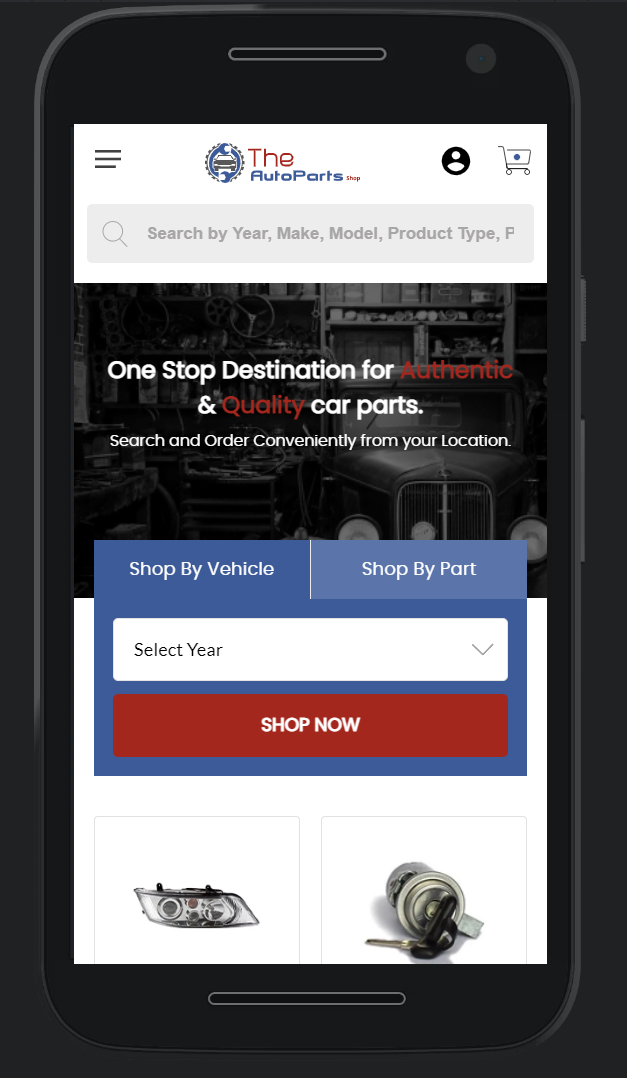 The
AutoParts Shop
Search by Year, Make, Model, Product Type, P
One Stop Destination for Authentic
& Quality car parts.
Search and Order Conveniently from your Location.
Shop By Vehicle
Shop By Part
Select Year
SHOP NOW